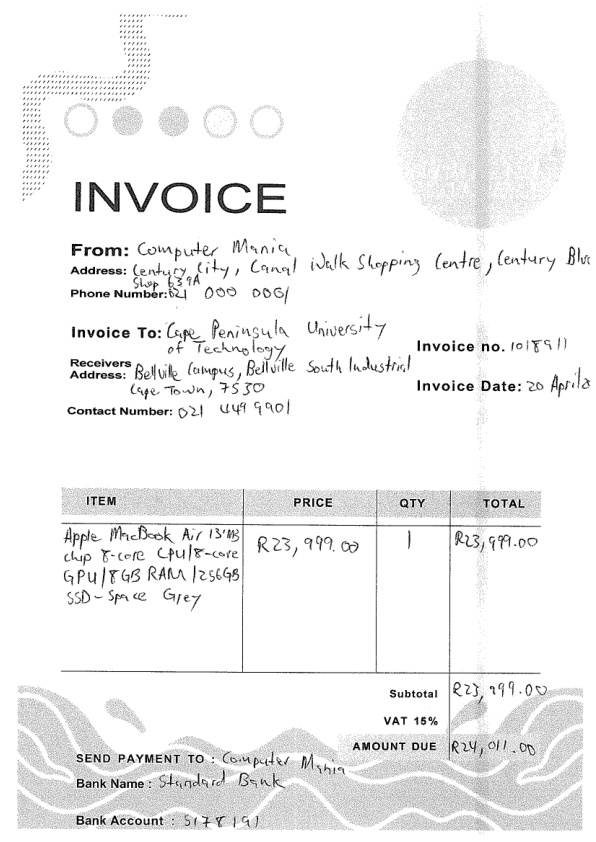 INVOICE
From: Computer Mania
Address: Century City, Canal Walk Shopping Centre, Century Blv
Shop 639A
Phone Number: 021 000 0001
Invoice To: Cape Peninsula University
of Technology
Invoice no. 1018911
Receivers
Address: Bellville Campus, Bellville South Industrial
Cape Town, 7530
Invoice Date: 20 April
Contact Number: 021 449 9901
ITEM PRICE QTY TOTAL
Apple MacBook Air 13" M3 R23,999.00 1 R23,999.00
chip 8-core CPU/8-core
GPU/8GB RAM/256GB
SSD-Space Grey
Subtotal R23,999.00
VAT 15%
AMOUNT DUE R24,011.00
SEND PAYMENT TO : Computer Mania
Bank Name : Standard Bank
Bank Account : 5178191